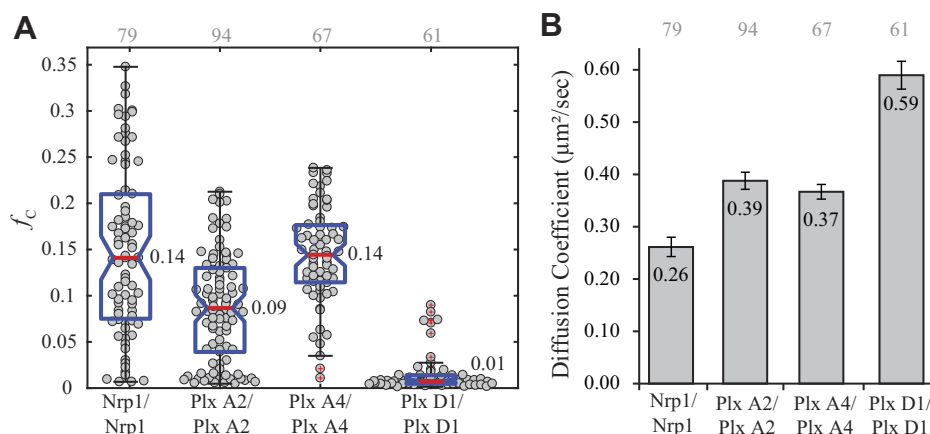 A
79 94 67 61
0.35
0.3
0.25
0.2
0.15
0.1
0.05
0
f_C
0.14
0.09
0.14
0.01
Nrp1/ Plx A2/ Plx A4/ Plx D1/
Nrp1 Plx A2 Plx A4 Plx D1
B
79 94 67 61
0.60
0.50
0.40
0.30
0.20
0.10
0.00
Diffusion Coefficient (μm²/sec)
0.26
0.39
0.37
0.59
Nrp1/ Plx A2/ Plx A4/ Plx D1/
Nrp1 Plx A2 Plx A4 Plx D1